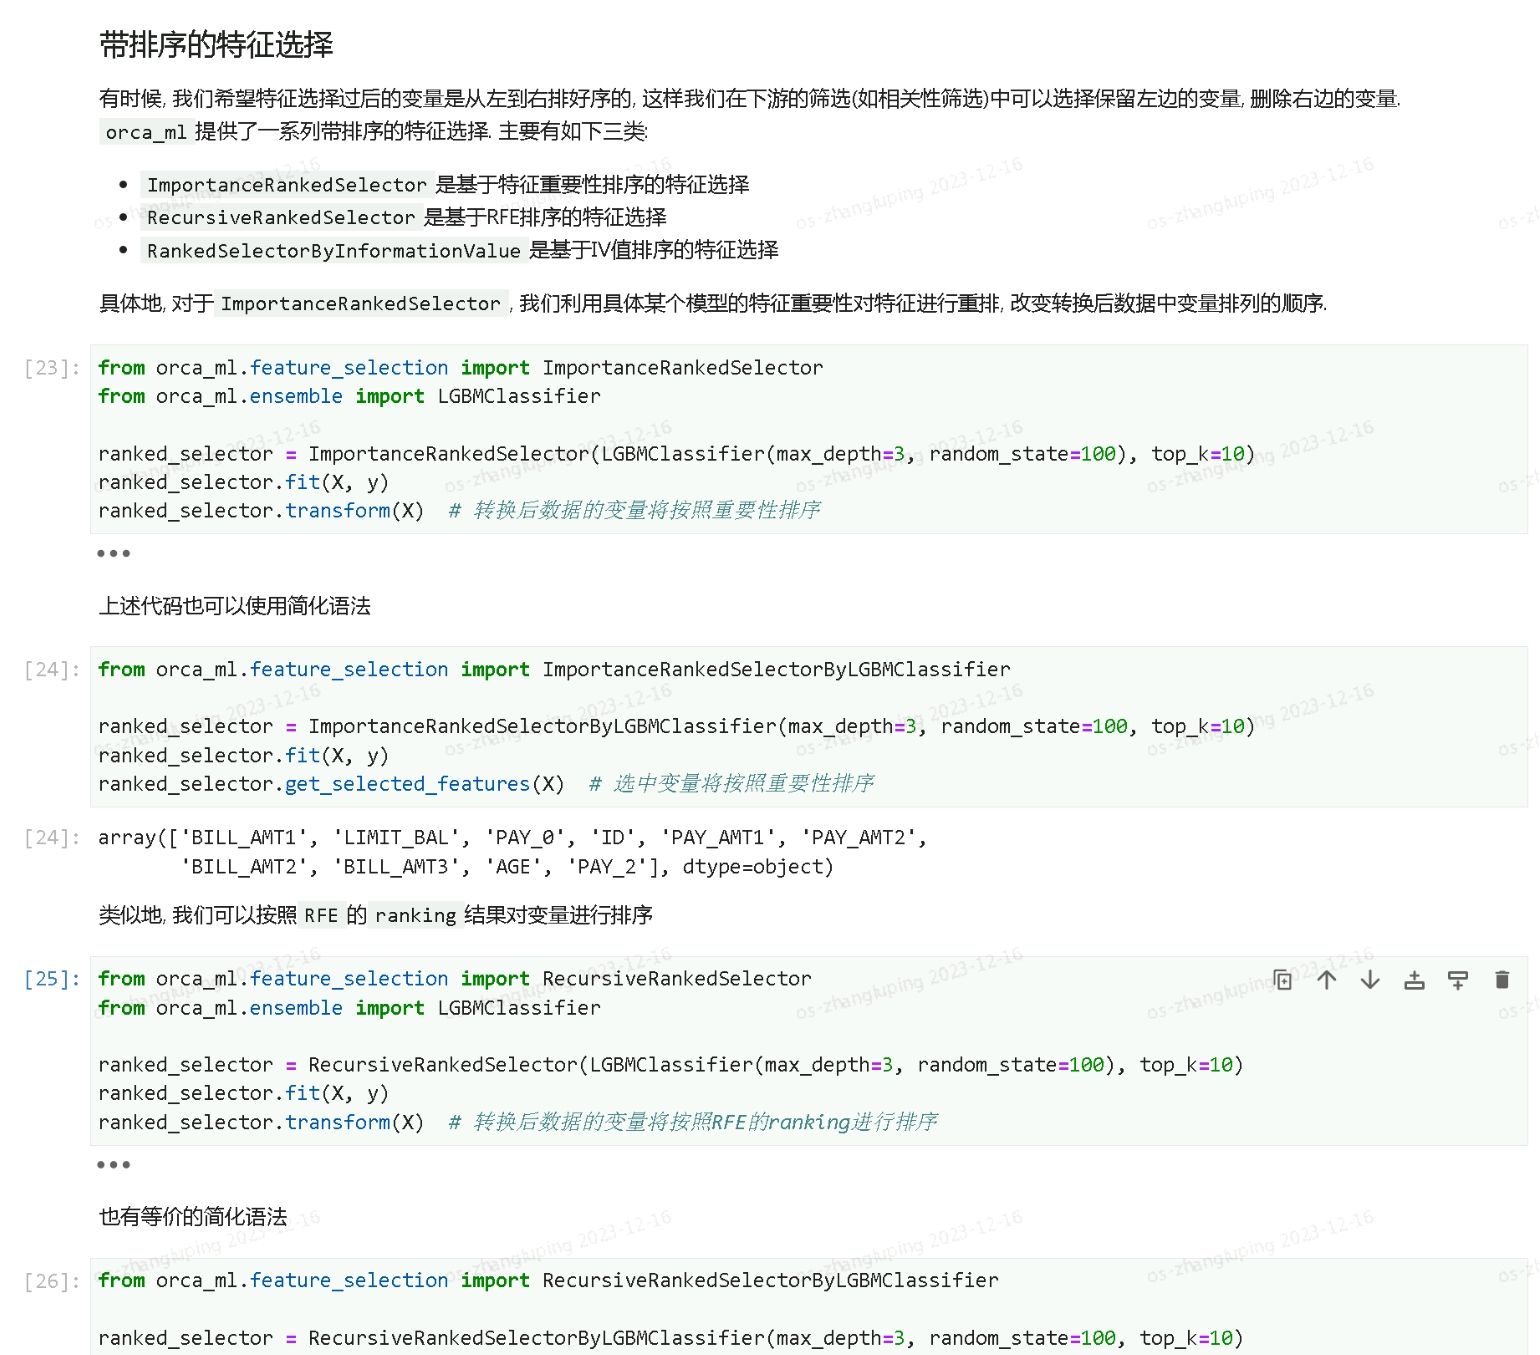 带排序的特征选择
有时候, 我们希望特征选择过后的变量是从左到右排好序的, 这样我们在下游的筛选(如相关性筛选)中可以选择保留左边的变量, 删除右边的变量.
orca_ml 提供了一系列带排序的特征选择. 主要有如下三类:
• ImportanceRankedSelector 是基于特征重要性排序的特征选择
• RecursiveRankedSelector 是基于RFE排序的特征选择
• RankedSelectorByInformationValue 是基于IV值排序的特征选择
具体地, 对于 ImportanceRankedSelector , 我们利用具体某个模型的特征重要性对特征进行重排, 改变转换后数据中变量排列的顺序.
[23]: from orca_ml.feature_selection import ImportanceRankedSelector
from orca_ml.ensemble import LGBMClassifier
ranked_selector = ImportanceRankedSelector(LGBMClassifier(max_depth=3, random_state=100), top_k=10)
ranked_selector.fit(X, y)
ranked_selector.transform(X)  # 转换后数据的变量将按照重要性排序
•••
上述代码也可以使用简化语法
[24]: from orca_ml.feature_selection import ImportanceRankedSelectorByLGBMClassifier
ranked_selector = ImportanceRankedSelectorByLGBMClassifier(max_depth=3, random_state=100, top_k=10)
ranked_selector.fit(X, y)
ranked_selector.get_selected_features(X)  # 选中变量将按照重要性排序
[24]: array(['BILL_AMT1', 'LIMIT_BAL', 'PAY_0', 'ID', 'PAY_AMT1', 'PAY_AMT2',
'BILL_AMT2', 'BILL_AMT3', 'AGE', 'PAY_2'], dtype=object)
类似地, 我们可以按照 RFE 的 ranking 结果对变量进行排序
[25]: from orca_ml.feature_selection import RecursiveRankedSelector
from orca_ml.ensemble import LGBMClassifier
ranked_selector = RecursiveRankedSelector(LGBMClassifier(max_depth=3, random_state=100), top_k=10)
ranked_selector.fit(X, y)
ranked_selector.transform(X)  # 转换后数据的变量将按照RFE的ranking进行排序
•••
也有等价的简化语法
[26]: from orca_ml.feature_selection import RecursiveRankedSelectorByLGBMClassifier
ranked_selector = RecursiveRankedSelectorByLGBMClassifier(max_depth=3, random_state=100, top_k=10)